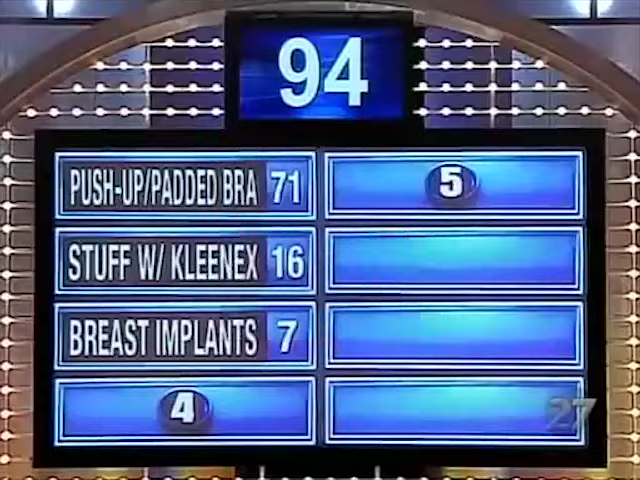 94
PUSH-UP/PADDED BRA 71
5
STUFF W/ KLEENEX 16
BREAST IMPLANTS 7
4
27